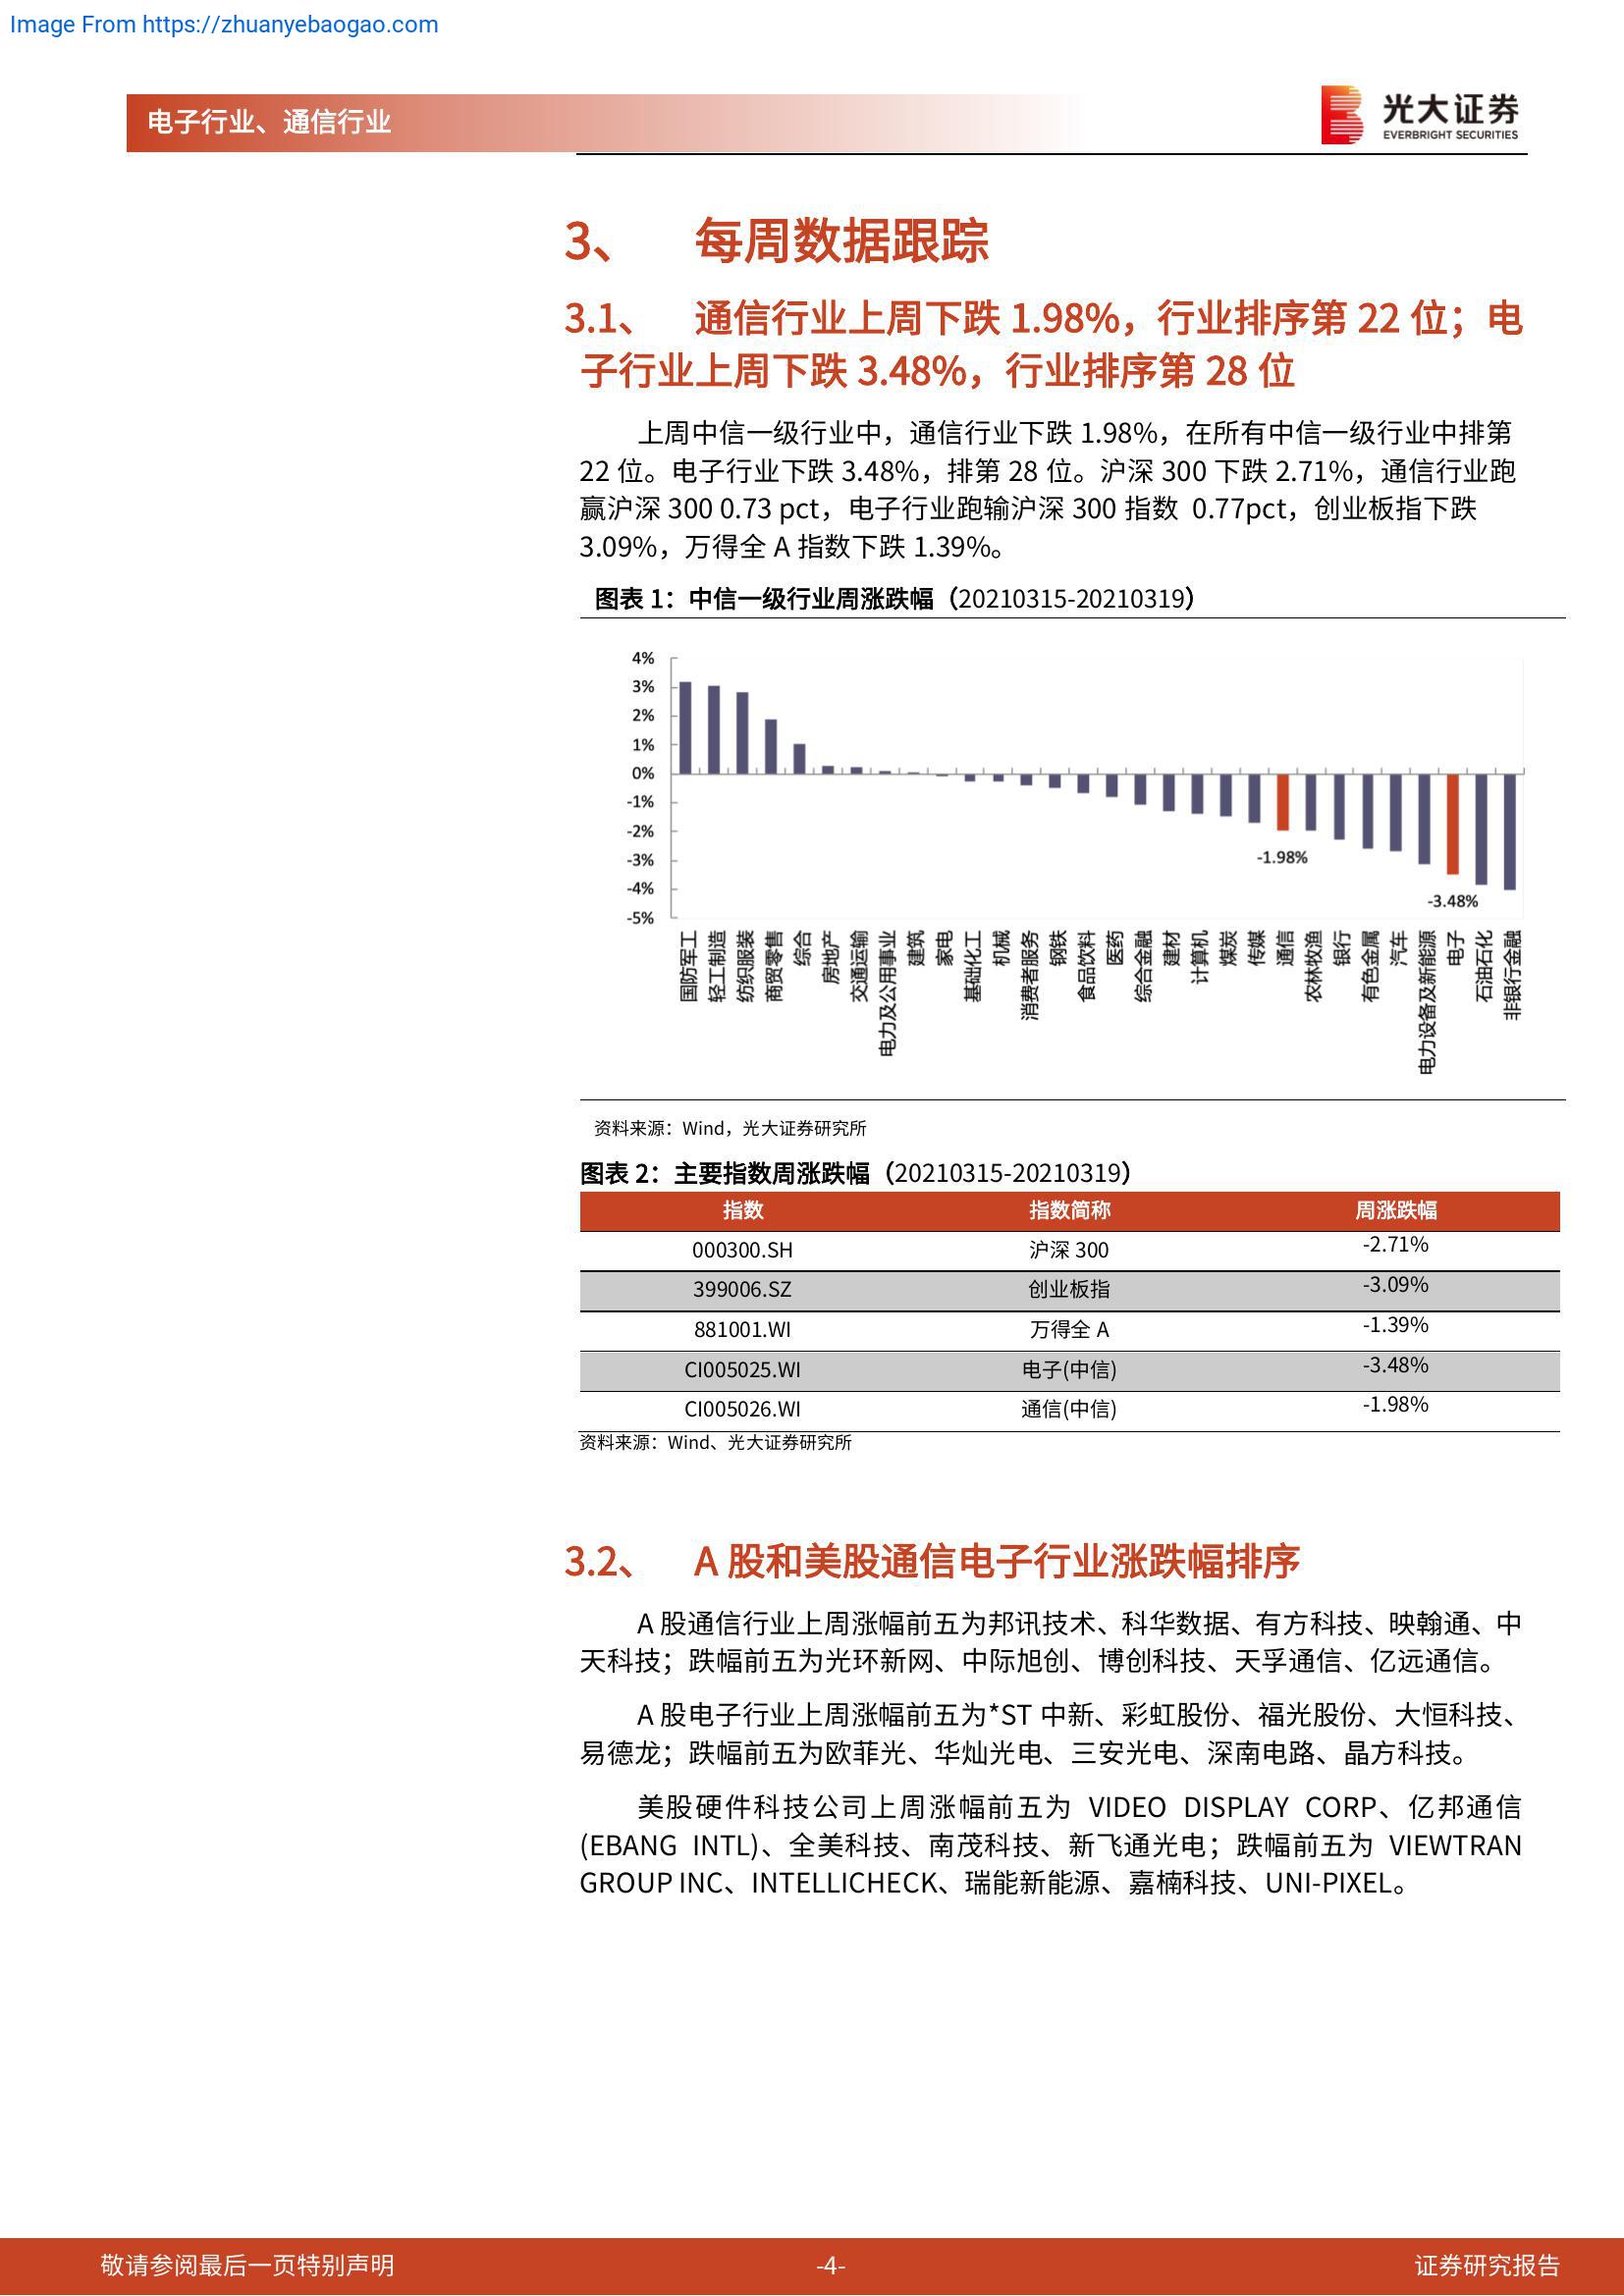 Image From https://zhuanyebaogao.com
电子行业、通信行业
光大证券
EVERBRIGHT SECURITIES
3、 每周数据跟踪
3.1、 通信行业上周下跌 1.98%，行业排序第 22 位；电
子行业上周下跌 3.48%，行业排序第 28 位
上周中信一级行业中，通信行业下跌 1.98%，在所有中信一级行业中排第
22 位。电子行业下跌 3.48%，排第 28 位。沪深 300 下跌 2.71%，通信行业跑
赢沪深 300 0.73 pct，电子行业跑输沪深 300 指数 0.77pct，创业板指下跌
3.09%，万得全 A 指数下跌 1.39%。
图表 1：中信一级行业周涨跌幅（20210315-20210319）
4%
3%
2%
1%
0%
-1%
-2%
-3%
-4%
-5%
-1.98%
-3.48%
国防军工
轻工制造
纺织服装
商贸零售
综合
房地产
交通运输
电力及公用事业
建筑
家电
基础化工
机械
消费者服务
钢铁
食品饮料
医药
综合金融
建材
计算机
煤炭
传媒
通信
农林牧渔
银行
有色金属
汽车
电力设备及新能源
电子
石油石化
非银行金融
资料来源：Wind，光大证券研究所
图表 2：主要指数周涨跌幅（20210315-20210319）
指数 指数简称 周涨跌幅
000300.SH 沪深 300 -2.71%
399006.SZ 创业板指 -3.09%
881001.WI 万得全 A -1.39%
CI005025.WI 电子(中信) -3.48%
CI005026.WI 通信(中信) -1.98%
资料来源：Wind、光大证券研究所
3.2、 A 股和美股通信电子行业涨跌幅排序
A 股通信行业上周涨幅前五为邦讯技术、科华数据、有方科技、映翰通、中
天科技；跌幅前五为光环新网、中际旭创、博创科技、天孚通信、亿远通信。
A 股电子行业上周涨幅前五为*ST 中新、彩虹股份、福光股份、大恒科技、
易德龙；跌幅前五为欧菲光、华灿光电、三安光电、深南电路、晶方科技。
美股硬件科技公司上周涨幅前五为 VIDEO DISPLAY CORP、亿邦通信
(EBANG INTL)、全美科技、南茂科技、新飞通光电；跌幅前五为 VIEWTRAN
GROUP INC、INTELLICHECK、瑞能新能源、嘉楠科技、UNI-PIXEL。
敬请参阅最后一页特别声明
-4-
证券研究报告